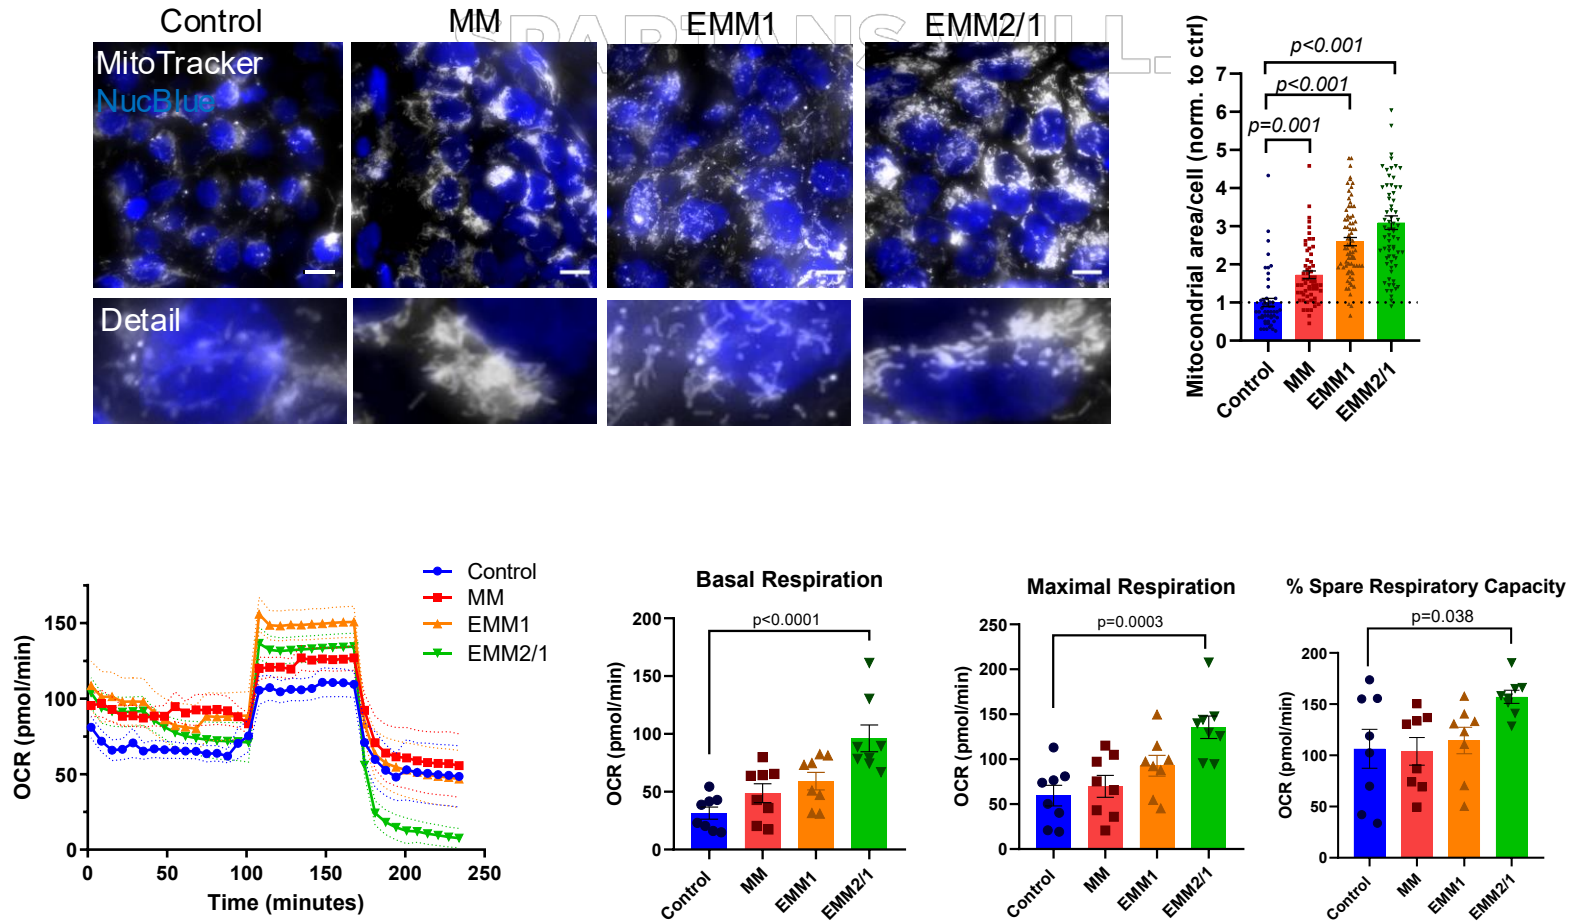 SPARTANS WILL.
Control
MM
EMM1
EMM2/1
MitoTracker
NucBlue
Detail
Mitocondrial area/cell (norm. to ctrl)
p<0.001
p<0.001
p=0.001
7
6
5
4
3
2
1
0
Control
MM
EMM1
EMM2/1
OCR (pmol/min)
150
100
50
0
0
50
100
150
200
250
Time (minutes)
Control
MM
EMM1
EMM2/1
Basal Respiration
p<0.0001
OCR (pmol/min)
200
150
100
50
0
Control
MM
EMM1
EMM2/1
Maximal Respiration
p=0.0003
OCR (pmol/min)
250
200
150
100
50
0
Control
MM
EMM1
EMM2/1
% Spare Respiratory Capacity
p=0.038
OCR (pmol/min)
200
150
100
50
0
Control
MM
EMM1
EMM2/1